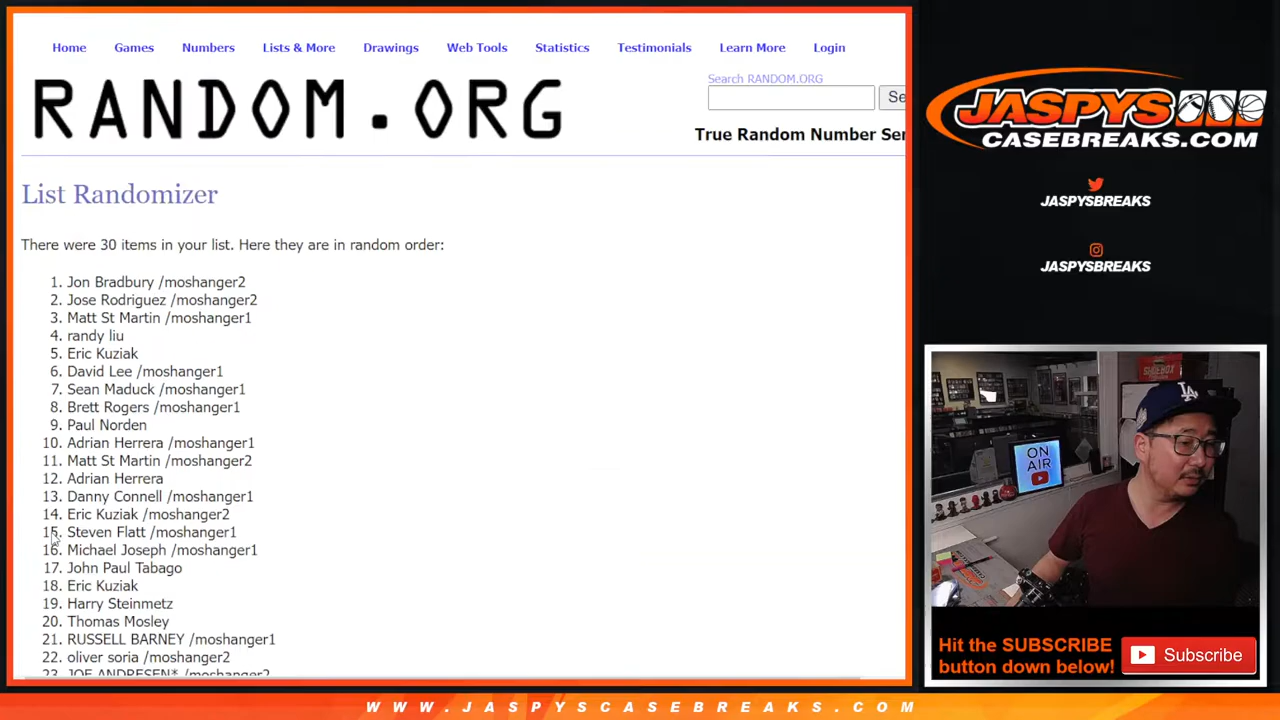 Home Games Numbers Lists & More Drawings Web Tools Statistics Testimonials Learn More Login
Search RANDOM.ORG
RANDOM.ORG
Se
True Random Number Ser
List Randomizer
There were 30 items in your list. Here they are in random order:
1. Jon Bradbury /moshanger2
2. Jose Rodriguez /moshanger2
3. Matt St Martin /moshanger1
4. randy liu
5. Eric Kuziak
6. David Lee /moshanger1
7. Sean Maduck /moshanger1
8. Brett Rogers /moshanger1
9. Paul Norden
10. Adrian Herrera /moshanger1
11. Matt St Martin /moshanger2
12. Adrian Herrera
13. Danny Connell /moshanger1
14. Eric Kuziak /moshanger2
15. Steven Flatt /moshanger1
16. Michael Joseph /moshanger1
17. John Paul Tabago
18. Eric Kuziak
19. Harry Steinmetz
20. Thomas Mosley
21. RUSSELL BARNEY /moshanger1
22. oliver soria /moshanger2
23. JOE ANDRESEN* /moshanger2
JASPYS
CASEBREAKS.COM
JASPYSBREAKS
JASPYSBREAKS
LA
ON
AIR
Hit the SUBSCRIBE
button down below!
Subscribe
WWW.JASPYSCASEBREAKS.COM